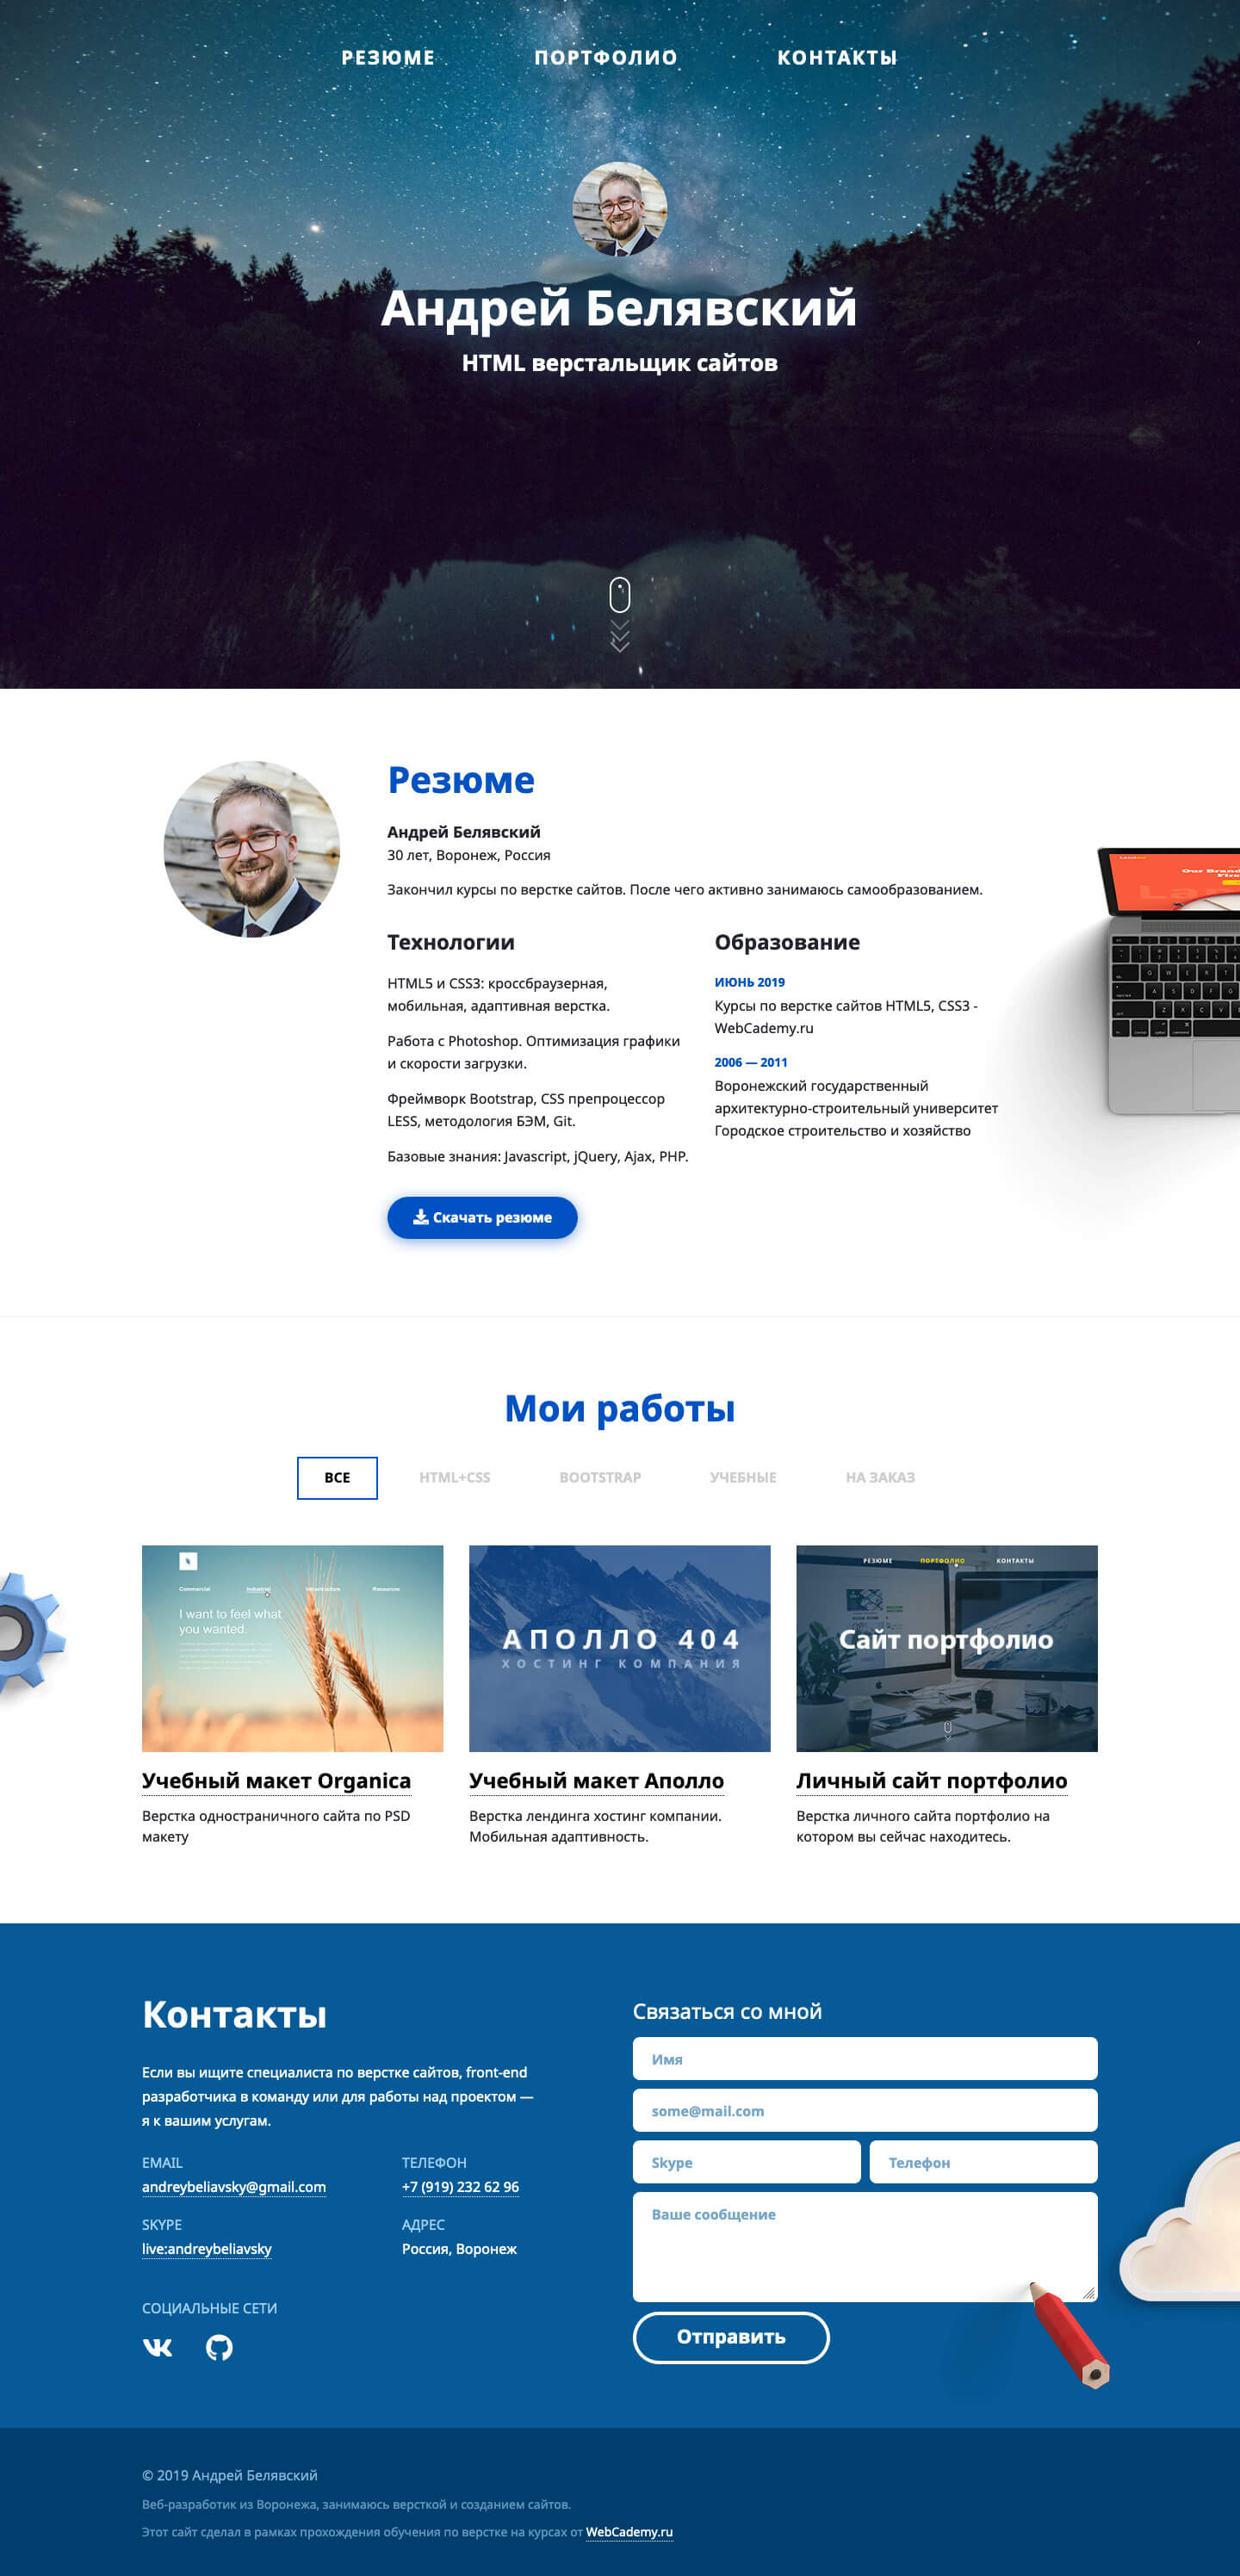 РЕЗЮМЕ ПОРТФОЛИО КОНТАКТЫ
Андрей Белявский
HTML верстальщик сайтов
Резюме
Андрей Белявский
30 лет, Воронеж, Россия
Закончил курсы по верстке сайтов. После чего активно занимаюсь самообразованием.
Технологии
HTML5 и CSS3: кроссбраузерная,
мобильная, адаптивная верстка.
Работа с Photoshop. Оптимизация графики
и скорости загрузки.
Фреймворк Bootstrap, CSS препроцессор
LESS, методология БЭМ, Git.
Базовые знания: Javascript, jQuery, Ajax, PHP.
Образование
ИЮНЬ 2019
Курсы по верстке сайтов HTML5, CSS3 -
WebCademy.ru
2006 — 2011
Воронежский государственный
архитектурно-строительный университет
Городское строительство и хозяйство
Скачать резюме
Мои работы
ВСЕ HTML+CSS BOOTSTRAP УЧЕБНЫЕ НА ЗАКАЗ
Commercial Industrial Infrastructure Resources
I want to feel what
you wanted.
Учебный макет Organica
Верстка одностраничного сайта по PSD
макету
АПОЛЛО 404
ХОСТИНГ КОМПАНИЯ
Учебный макет Аполло
Верстка лендинга хостинг компании.
Мобильная адаптивность.
РЕЗЮМЕ ПОРТФОЛИО КОНТАКТЫ
Сайт портфолио
Личный сайт портфолио
Верстка личного сайта портфолио на
котором вы сейчас находитесь.
Контакты
Если вы ищите специалиста по верстке сайтов, front-end
разработчика в команду или для работы над проектом —
я к вашим услугам.
EMAIL
andreybeliavsky@gmail.com
ТЕЛЕФОН
+7 (919) 232 62 96
SKYPE
live:andreybeliavsky
АДРЕС
Россия, Воронеж
СОЦИАЛЬНЫЕ СЕТИ
Связаться со мной
Имя
some@mail.com
Skype Телефон
Ваше сообщение
Отправить
© 2019 Андрей Белявский
Веб-разработик из Воронежа, занимаюсь версткой и созданием сайтов.
Этот сайт сделал в рамках прохождения обучения по верстке на курсах от WebCademy.ru